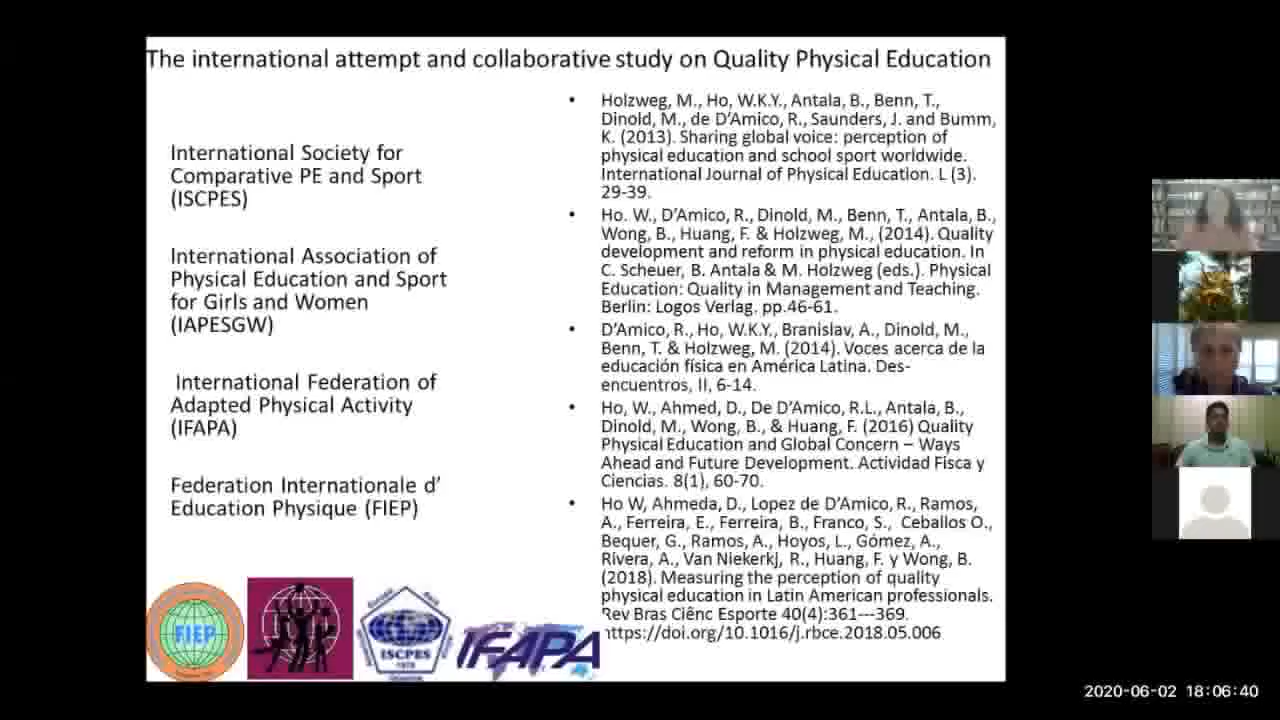 The international attempt and collaborative study on Quality Physical Education
International Society for
Comparative PE and Sport
(ISCPES)
International Association of
Physical Education and Sport
for Girls and Women
(IAPESGW)
International Federation of
Adapted Physical Activity
(IFAPA)
Federation Internationale d’
Education Physique (FIEP)
• Holzweg, M., Ho, W.K.Y., Antala, B., Benn, T.,
Dinold, M., de D’Amico, R., Saunders, J. and Bumm,
K. (2013). Sharing global voice: perception of
physical education and school sport worldwide.
International Journal of Physical Education. L (3).
29-39.
• Ho. W., D’Amico, R., Dinold, M., Benn, T., Antala, B.,
Wong, B., Huang, F. & Holzweg, M., (2014). Quality
development and reform in physical education. In
C. Scheuer, B. Antala & M. Holzweg (eds.). Physical
Education: Quality in Management and Teaching.
Berlin: Logos Verlag. pp.46-61.
• D’Amico, R., Ho, W.K.Y., Branislav, A., Dinold, M.,
Benn, T. & Holzweg, M. (2014). Voces acerca de la
educación física en América Latina. Des-
encuentros, II, 6-14.
• Ho, W., Ahmed, D., De D’Amico, R.L., Antala, B.,
Dinold, M., Wong, B., & Huang, F. (2016) Quality
Physical Education and Global Concern – Ways
Ahead and Future Development. Actividad Fisca y
Ciencias. 8(1), 60-70.
• Ho W, Ahmeda, D., Lopez de D’Amico, R., Ramos,
A., Ferreira, E., Ferreira, B., Franco, S., Ceballos O.,
Bequer, G., Ramos, A., Hoyos, L., Gómez, A.,
Rivera, A., Van Niekerkj, R., Huang, F. y Wong, B.
(2018). Measuring the perception of quality
physical education in Latin American professionals.
Rev Bras Ciênc Esporte 40(4):361---369.
https://doi.org/10.1016/j.rbce.2018.05.006
FIEP
ISCPES
IFAPA
2020-06-02 18:06:40